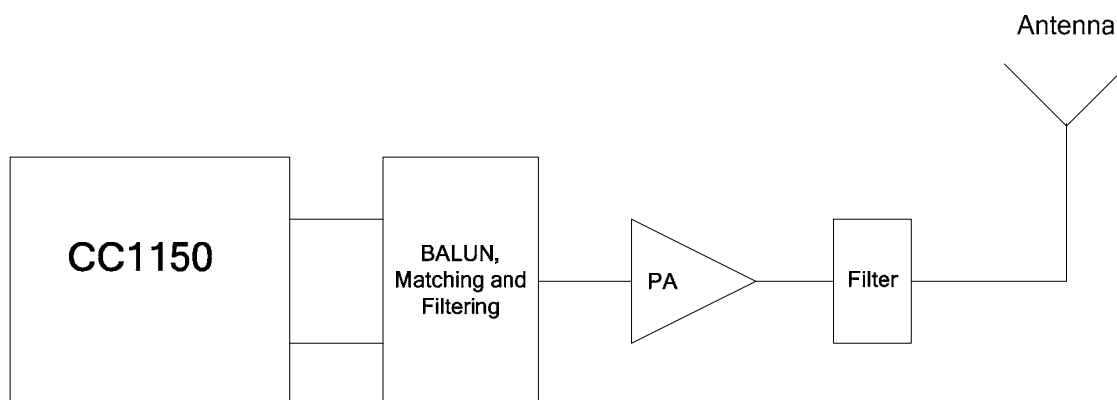 Antenna
CC1150
BALUN,
Matching and
Filtering
PA
Filter